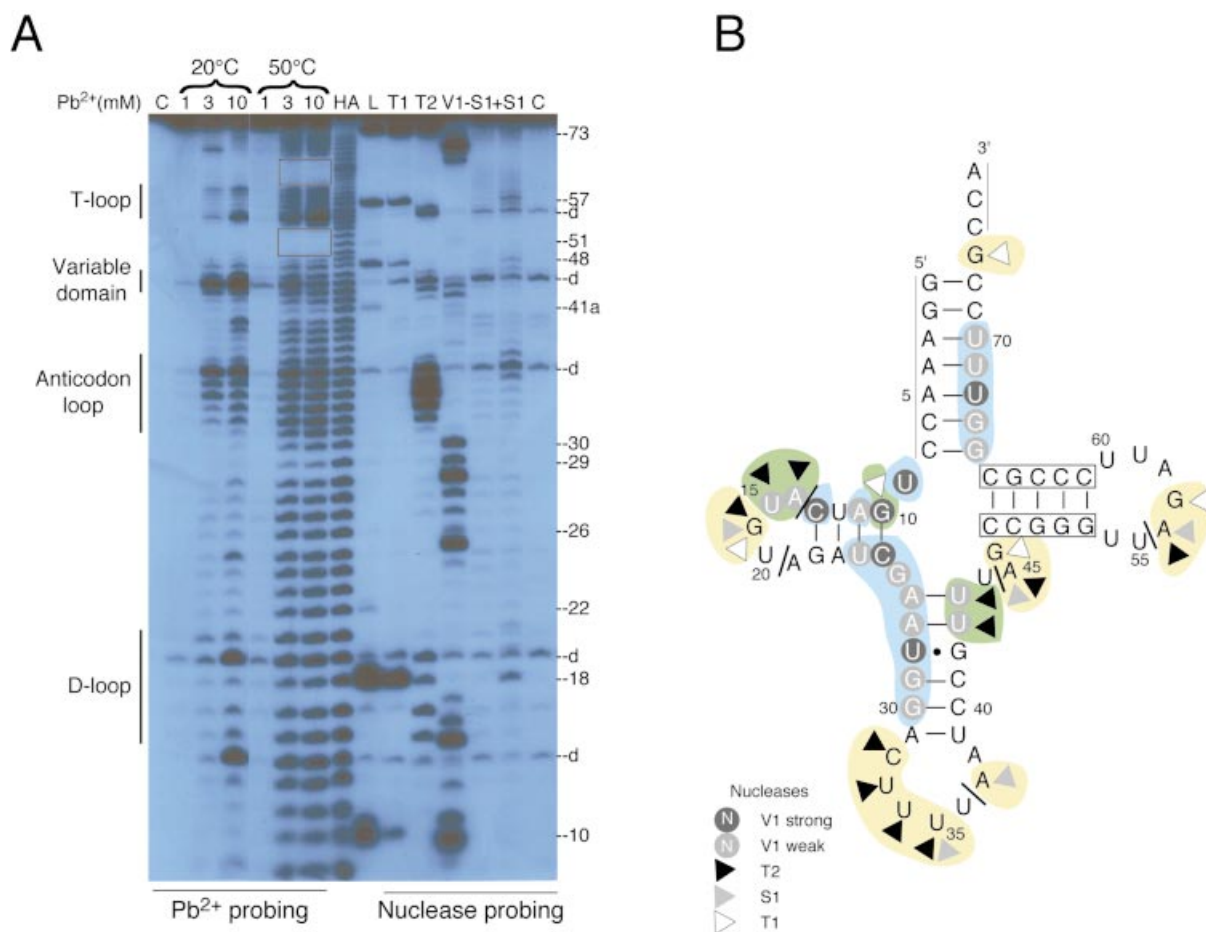 A
B
20°C
50°C
Pb²⁺(mM) C 1 3 10 1 3 10 HA L T1 T2 V1 -S1 +S1 C
T-loop
Variable
domain
Anticodon
loop
D-loop
--73
--57
--d
--51
--48
--d
--41a
--d
--30
--29
--26
--22
--d
--18
--d
--10
Pb²⁺ probing
Nuclease probing
3'
A
C
C
G
5'
G C
G C
A U 70
A U
A U
5
C G
C G
U
C G C C C
60
U U A G A
C C G G G
U U
55
15
U A C U A G
10
G
U A G A U C
20
G
A U
A U
U G
G C
30 G C 40
A U
G A 45
U
C
U
U
U
35
U
A
A
Nucleases
N V1 strong
N V1 weak
T2
S1
T1